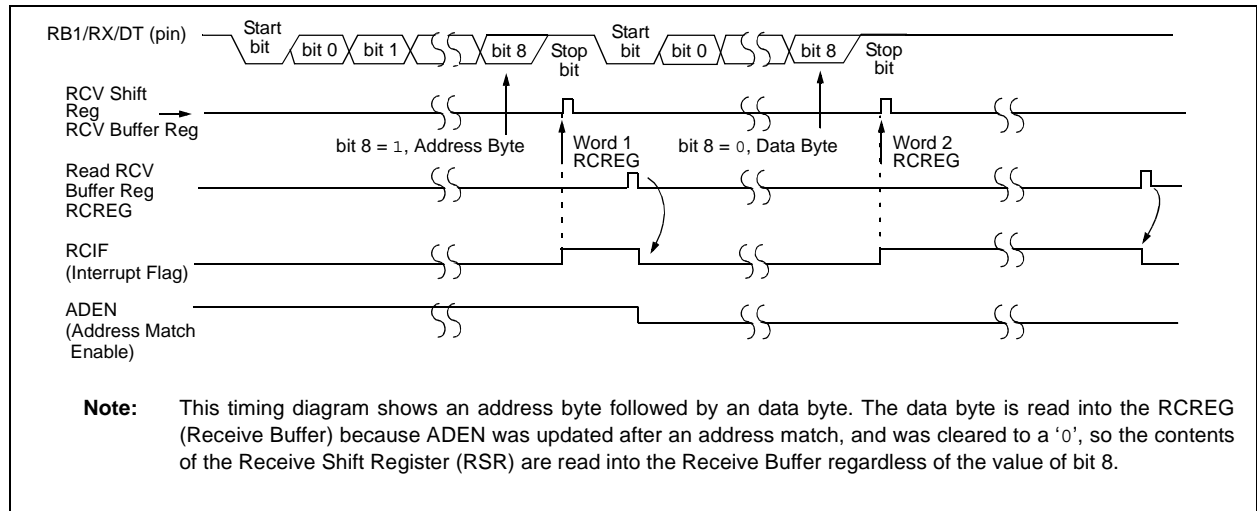 RB1/RX/DT (pin)
Start
bit
bit 0
bit 1
bit 8
Stop
bit
Start
bit
bit 0
bit 8
Stop
bit
RCV Shift
Reg
RCV Buffer Reg
bit 8 = 1, Address Byte
Word 1
RCREG
bit 8 = 0, Data Byte
Word 2
RCREG
Read RCV
Buffer Reg
RCREG
RCIF
(Interrupt Flag)
ADEN
(Address Match
Enable)
Note: This timing diagram shows an address byte followed by an data byte. The data byte is read into the RCREG
(Receive Buffer) because ADEN was updated after an address match, and was cleared to a ‘0’, so the contents
of the Receive Shift Register (RSR) are read into the Receive Buffer regardless of the value of bit 8.